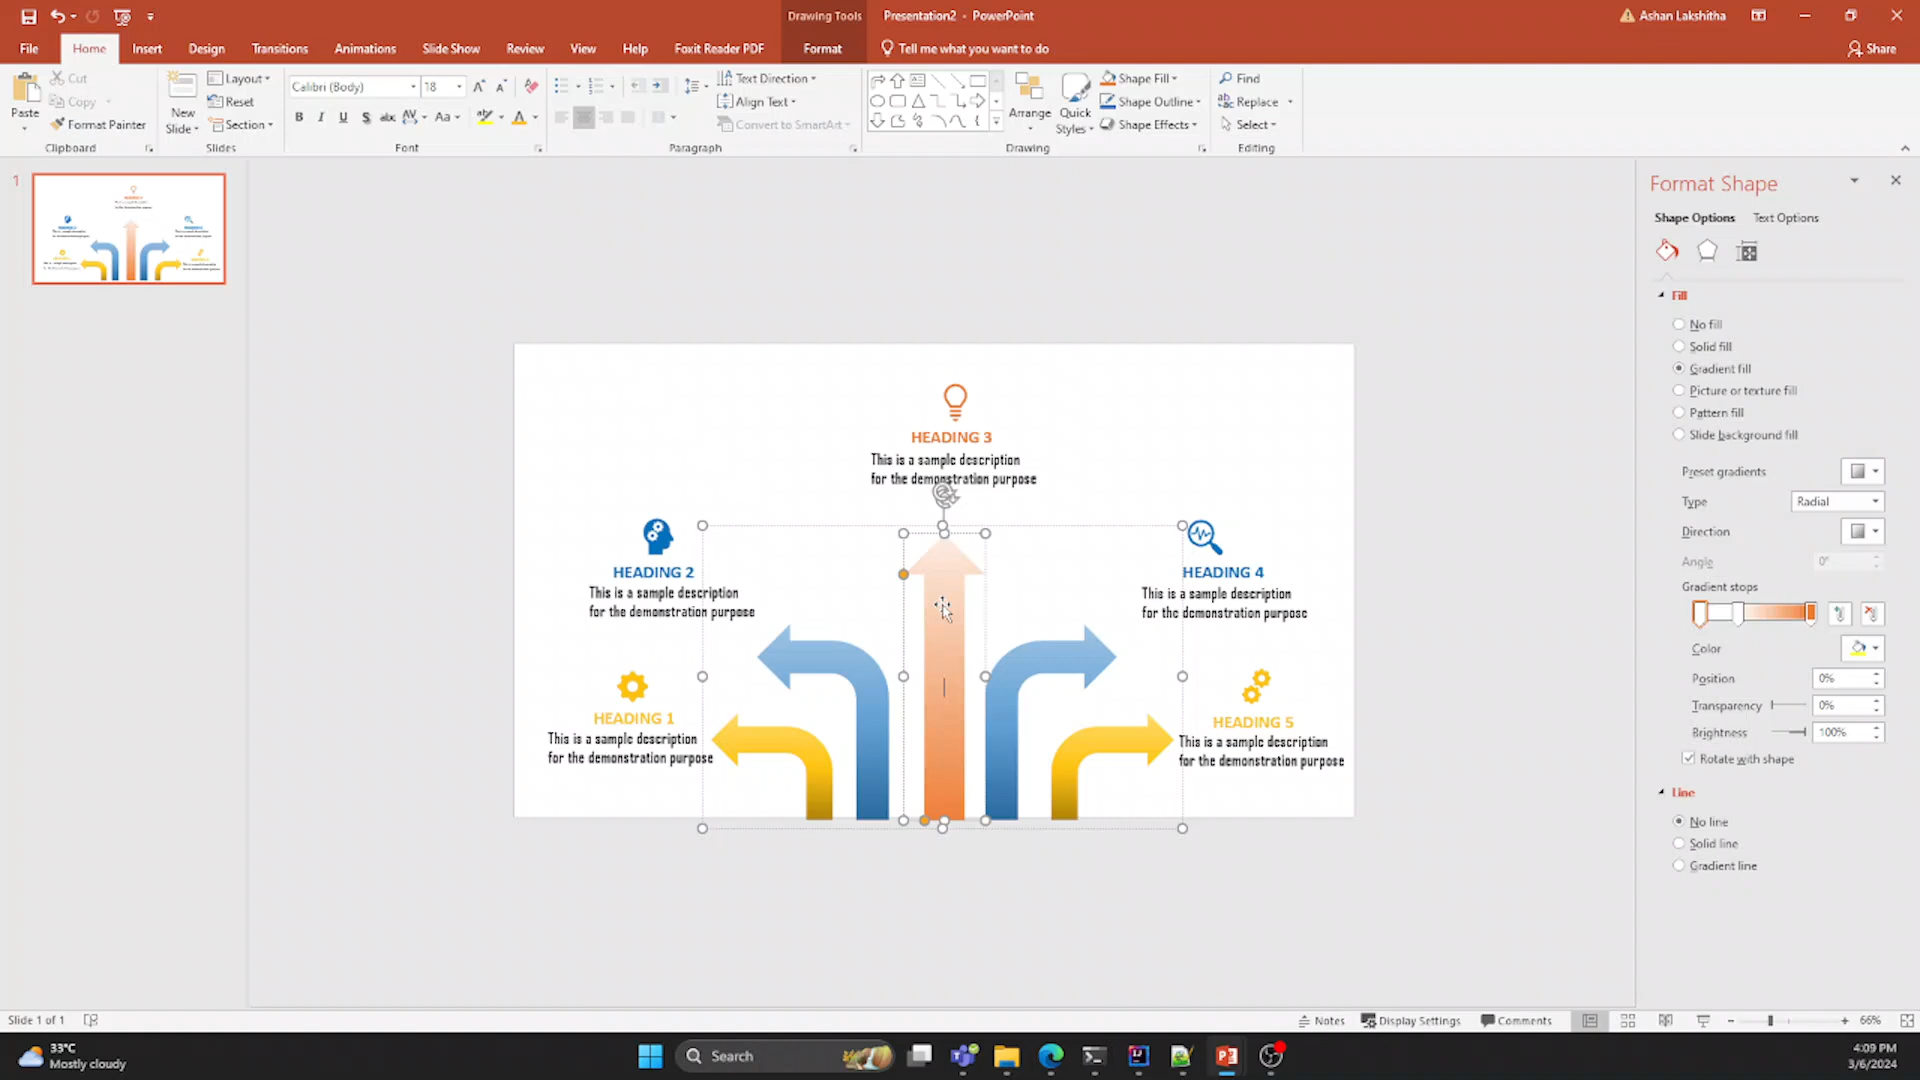 Drawing Tools
Presentation2 - PowerPoint
Ashan Lakshitha
File
Home
Insert
Design
Transitions
Animations
Slide Show
Review
View
Help
Foxit Reader PDF
Format
Tell me what you want to do
Share
Paste
Cut
Copy
Format Painter
Clipboard
New
Slide
Layout
Reset
Section
Slides
Calibri (Body)
18
B I U S abc AV Aa A
Font
Text Direction
Align Text
Convert to SmartArt
Paragraph
Arrange
Quick
Styles
Shape Fill
Shape Outline
Shape Effects
Drawing
Find
Replace
Select
Editing
1
HEADING 3
This is a sample description
for the demonstration purpose
HEADING 2
This is a sample description
for the demonstration purpose
HEADING 4
This is a sample description
for the demonstration purpose
HEADING 1
This is a sample description
for the demonstration purpose
HEADING 5
This is a sample description
for the demonstration purpose
Format Shape
Shape Options
Text Options
Fill
No fill
Solid fill
Gradient fill
Picture or texture fill
Pattern fill
Slide background fill
Preset gradients
Type
Radial
Direction
Angle
0°
Gradient stops
Color
Position
0%
Transparency
0%
Brightness
100%
Rotate with shape
Line
No line
Solid line
Gradient line
Slide 1 of 1
Notes
Display Settings
Comments
66%
33°C
Mostly cloudy
Search
4:09 PM
3/6/2024